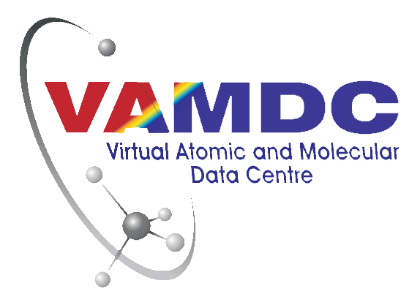 VAMDC
Virtual Atomic and Molecular
Data Centre